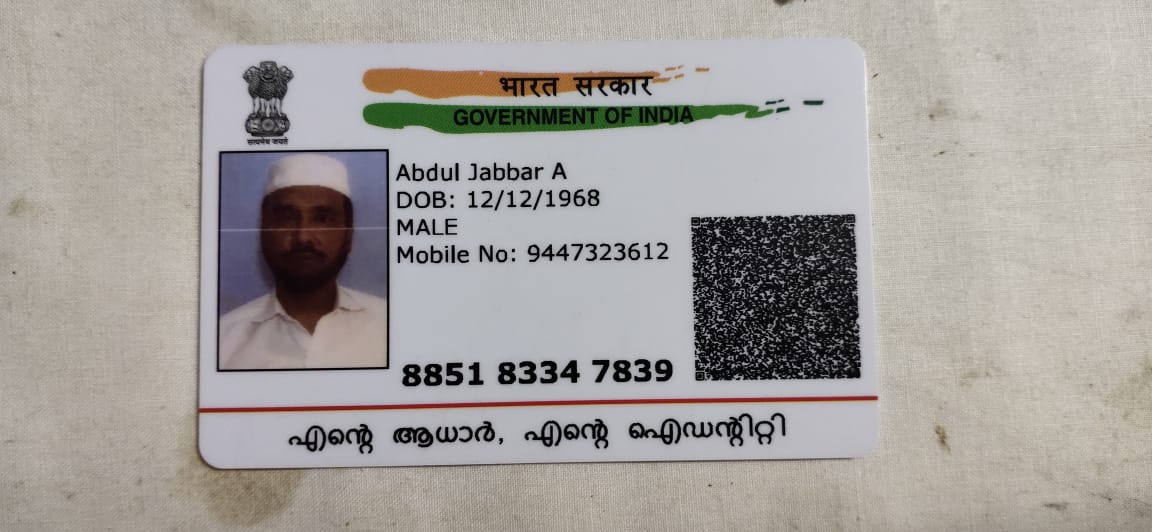 भारत सरकार
GOVERNMENT OF INDIA
सत्यमेव जयते
Abdul Jabbar A
DOB: 12/12/1968
MALE
Mobile No: 9447323612
8851 8334 7839
എന്റെ ആധാർ, എന്റെ ഐഡന്റിറ്റി